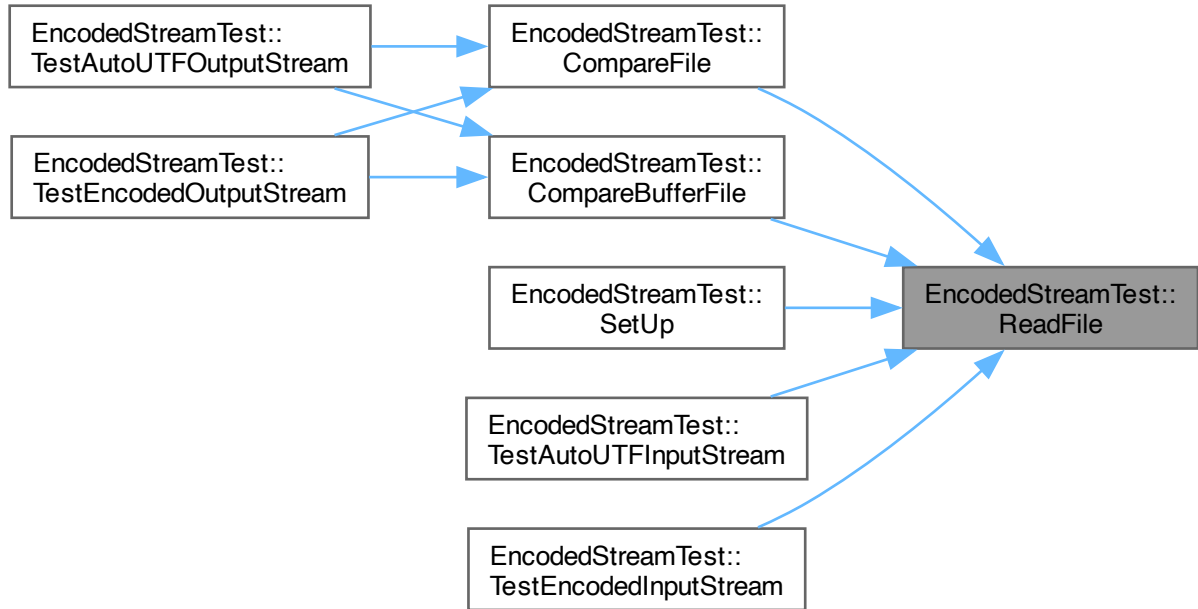 EncodedStreamTest::
TestAutoUTFOutputStream
EncodedStreamTest::
CompareFile
EncodedStreamTest::
TestEncodedOutputStream
EncodedStreamTest::
CompareBufferFile
EncodedStreamTest::
SetUp
EncodedStreamTest::
ReadFile
EncodedStreamTest::
TestAutoUTFInputStream
EncodedStreamTest::
TestEncodedInputStream